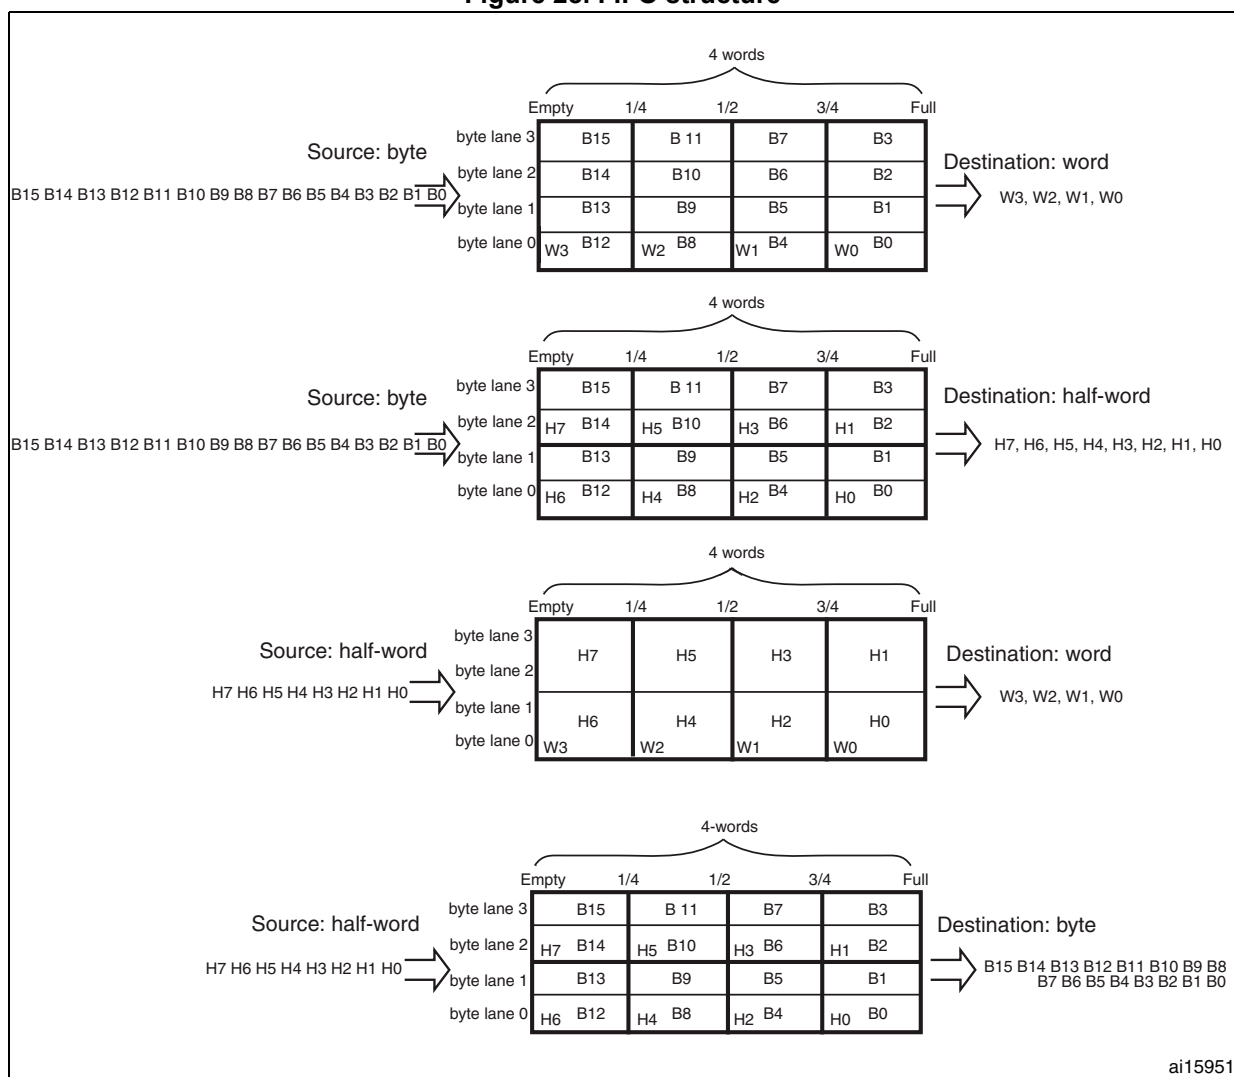 4 words
Empty 1/4 1/2 3/4 Full
Source: byte
B15 B14 B13 B12 B11 B10 B9 B8 B7 B6 B5 B4 B3 B2 B1 B0
byte lane 3 B15 B 11 B7 B3
byte lane 2 B14 B10 B6 B2
byte lane 1 B13 B9 B5 B1
byte lane 0 W3 B12 W2 B8 W1 B4 W0 B0
Destination: word
W3, W2, W1, W0
4 words
Empty 1/4 1/2 3/4 Full
Source: byte
B15 B14 B13 B12 B11 B10 B9 B8 B7 B6 B5 B4 B3 B2 B1 B0
byte lane 3 B15 B 11 B7 B3
byte lane 2 H7 B14 H5 B10 H3 B6 H1 B2
byte lane 1 B13 B9 B5 B1
byte lane 0 H6 B12 H4 B8 H2 B4 H0 B0
Destination: half-word
H7, H6, H5, H4, H3, H2, H1, H0
4 words
Empty 1/4 1/2 3/4 Full
Source: half-word
H7 H6 H5 H4 H3 H2 H1 H0
byte lane 3
H7 H5 H3 H1
byte lane 2
byte lane 1
H6 H4 H2 H0
byte lane 0 W3 W2 W1 W0
Destination: word
W3, W2, W1, W0
4-words
Empty 1/4 1/2 3/4 Full
Source: half-word
H7 H6 H5 H4 H3 H2 H1 H0
byte lane 3 B15 B 11 B7 B3
byte lane 2 H7 B14 H5 B10 H3 B6 H1 B2
byte lane 1 B13 B9 B5 B1
byte lane 0 H6 B12 H4 B8 H2 B4 H0 B0
Destination: byte
B15 B14 B13 B12 B11 B10 B9 B8
B7 B6 B5 B4 B3 B2 B1 B0
ai15951